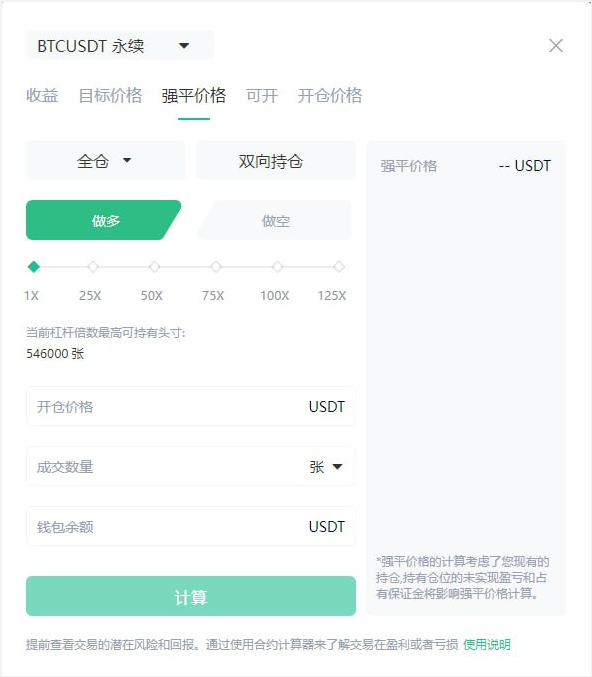 BTCUSDT 永续
收益 目标价格 强平价格 可开 开仓价格
全仓 双向持仓
强平价格 -- USDT
做多 做空
1X 25X 50X 75X 100X 125X
当前杠杆倍数最高可持有头寸:
546000 张
开仓价格 USDT
成交数量 张
钱包余额 USDT
*强平价格的计算考虑了您现有的
持仓,持有仓位的未实现盈亏和占
有保证金将影响强平价格计算。
计算
提前查看交易的潜在风险和回报。通过使用合约计算器来了解交易在盈利或者亏损 使用说明